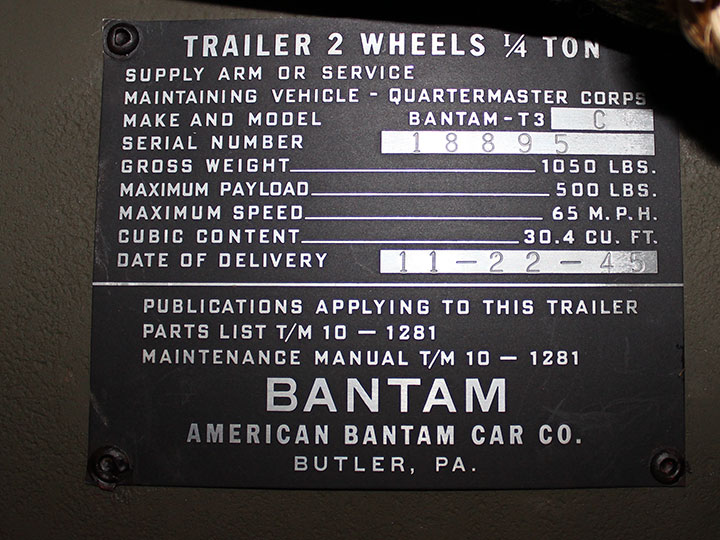 TRAILER 2 WHEELS 1/4 TON
SUPPLY ARM OR SERVICE
MAINTAINING VEHICLE - QUARTERMASTER CORPS
MAKE AND MODEL BANTAM-T3 C
SERIAL NUMBER 18895
GROSS WEIGHT 1050 LBS.
MAXIMUM PAYLOAD 500 LBS.
MAXIMUM SPEED 65 M.P.H.
CUBIC CONTENT 30.4 CU. FT.
DATE OF DELIVERY 11-22-45
PUBLICATIONS APPLYING TO THIS TRAILER
PARTS LIST T/M 10 — 1281
MAINTENANCE MANUAL T/M 10 — 1281
BANTAM
AMERICAN BANTAM CAR CO.
BUTLER, PA.